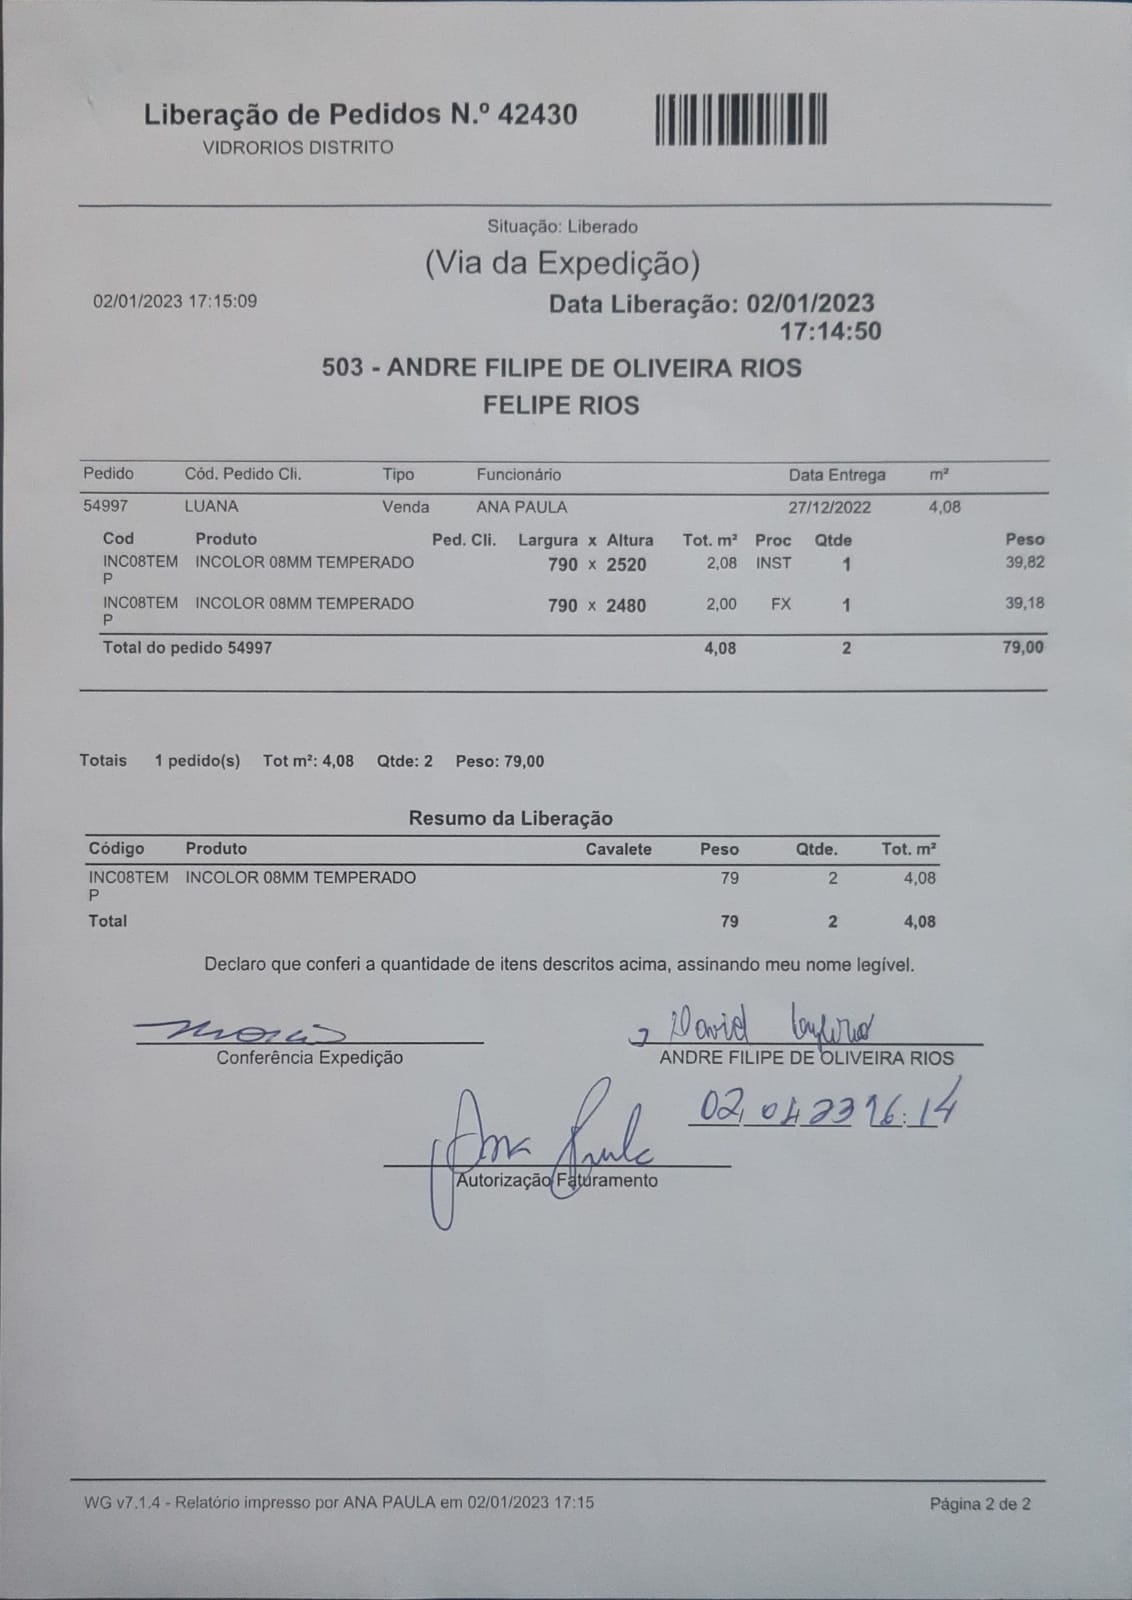 Liberação de Pedidos N.º 42430
VIDRORIOS DISTRITO
Situação: Liberado
(Via da Expedição)
02/01/2023 17:15:09
Data Liberação: 02/01/2023
17:14:50
503 - ANDRE FILIPE DE OLIVEIRA RIOS
FELIPE RIOS
Pedido Cód. Pedido Cli. Tipo Funcionário Data Entrega m²
54997 LUANA Venda ANA PAULA 27/12/2022 4,08
Cod Produto Ped. Cli. Largura x Altura Tot. m² Proc Qtde Peso
INC08TEM INCOLOR 08MM TEMPERADO 790 x 2520 2,08 INST 1 39,82
P
INC08TEM INCOLOR 08MM TEMPERADO 790 x 2480 2,00 FX 1 39,18
P
Total do pedido 54997 4,08 2 79,00
Totais 1 pedido(s) Tot m²: 4,08 Qtde: 2 Peso: 79,00
Resumo da Liberação
Código Produto Cavalete Peso Qtde. Tot. m²
INC08TEM INCOLOR 08MM TEMPERADO 79 2 4,08
P
Total 79 2 4,08
Declaro que conferi a quantidade de itens descritos acima, assinando meu nome legível.
David
Conferência Expedição ANDRE FILIPE DE OLIVEIRA RIOS
02, 01, 23 16:14
Ana Paula
Autorização Faturamento
WG v7.1.4 - Relatório impresso por ANA PAULA em 02/01/2023 17:15 Página 2 de 2